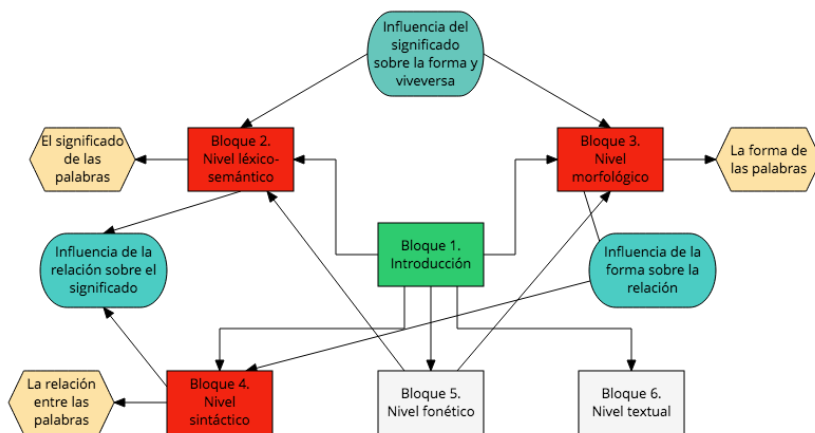 Influencia del
significado
sobre la forma y
viveversa
El significado
de las
palabras
Bloque 2.
Nivel léxico-
semántico
Bloque 3.
Nivel
morfológico
La forma de
las palabras
Influencia de la
relación sobre el
significado
Bloque 1.
Introducción
Influencia de la
forma sobre la
relación
La relación
entre las
palabras
Bloque 4.
Nivel
sintáctico
Bloque 5.
Nivel fonético
Bloque 6.
Nivel textual